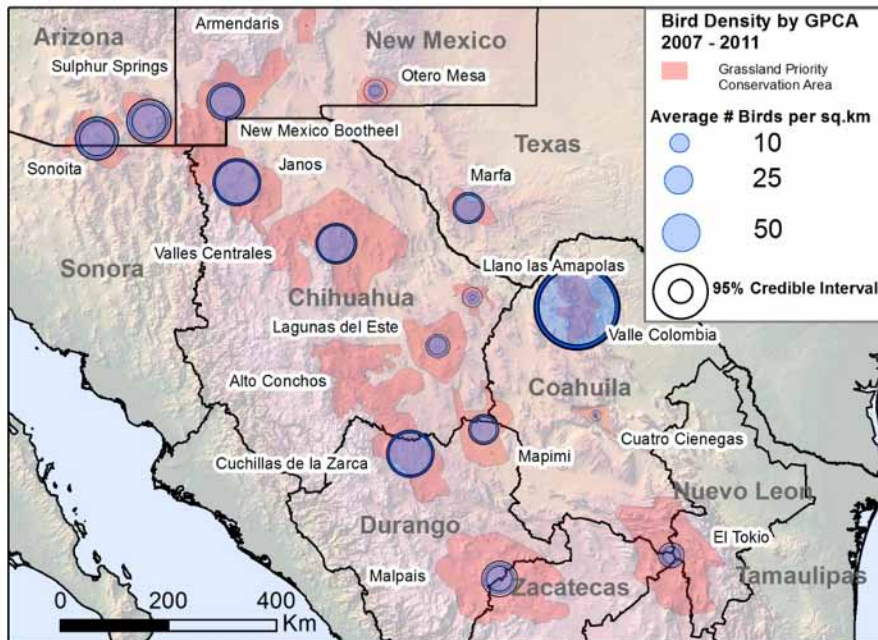 Bird Density by GPCA
2007 - 2011
Grassland Priority
Conservation Area
Average # Birds per sq.km
10
25
50
95% Credible Interval
Armendaris
Arizona
New Mexico
Sulphur Springs
Otero Mesa
New Mexico Bootheel
Texas
Sonoita
Janos
Marfa
Valles Centrales
Sonora
Llano las Amapolas
Chihuahua
Lagunas del Este
Valle Colombia
Alto Conchos
Coahuila
Cuatro Cienegas
Cuchillas de la Zarca
Mapimi
Nuevo Leon
Durango
El Tokio
Malpais
Zacatecas
Tamaulipas
0 200 400
Km